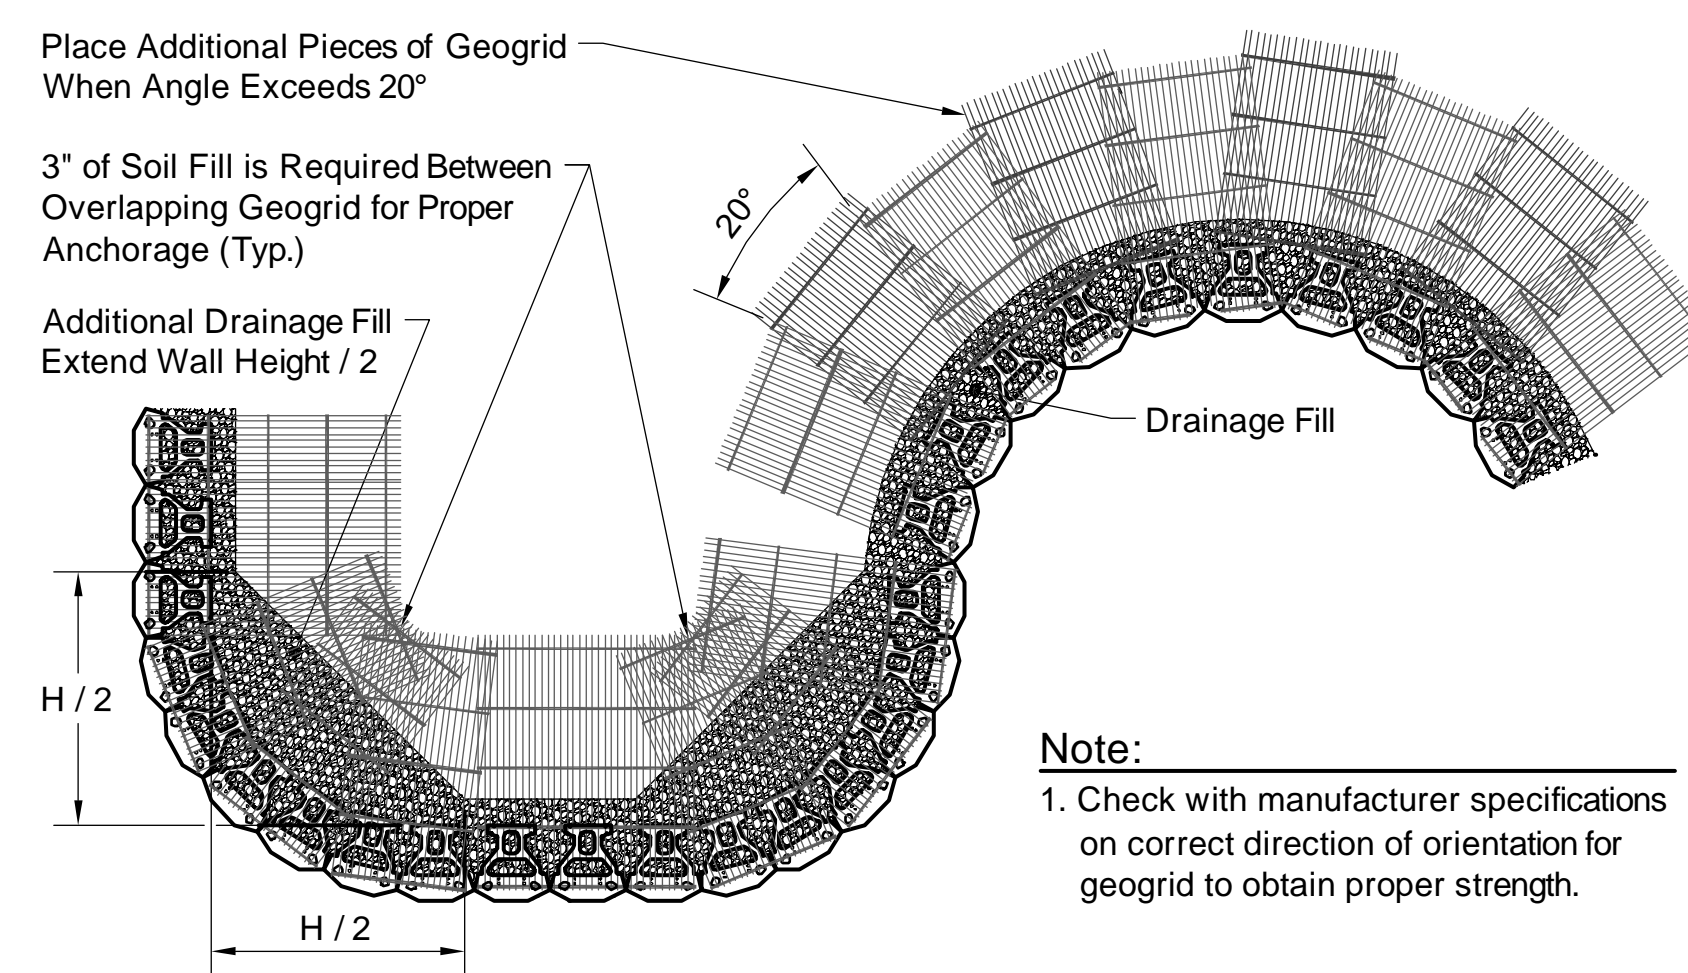 Place Additional Pieces of Geogrid
When Angle Exceeds 20°
3" of Soil Fill is Required Between
Overlapping Geogrid for Proper
Anchorage (Typ.)
Additional Drainage Fill
Extend Wall Height / 2
20°
Drainage Fill
H / 2
H / 2
Note:
1. Check with manufacturer specifications
on correct direction of orientation for
geogrid to obtain proper strength.